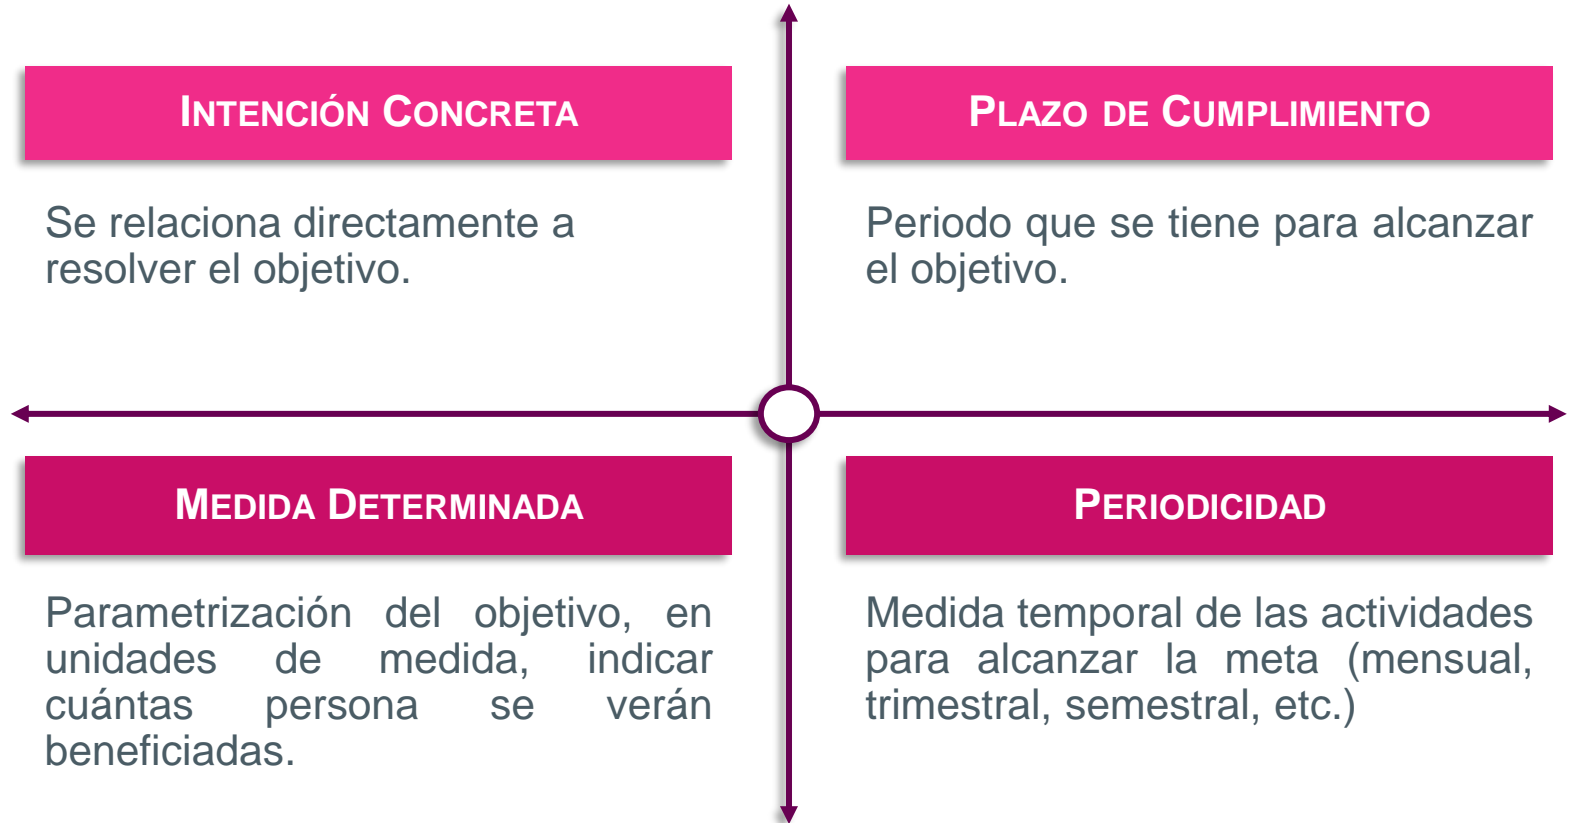 INTENCIÓN CONCRETA
Se relaciona directamente a
resolver el objetivo.
PLAZO DE CUMPLIMIENTO
Periodo que se tiene para alcanzar
el objetivo.
MEDIDA DETERMINADA
Parametrización del objetivo, en
unidades de medida, indicar
cuántas persona se verán
beneficiadas.
PERIODICIDAD
Medida temporal de las actividades
para alcanzar la meta (mensual,
trimestral, semestral, etc.)